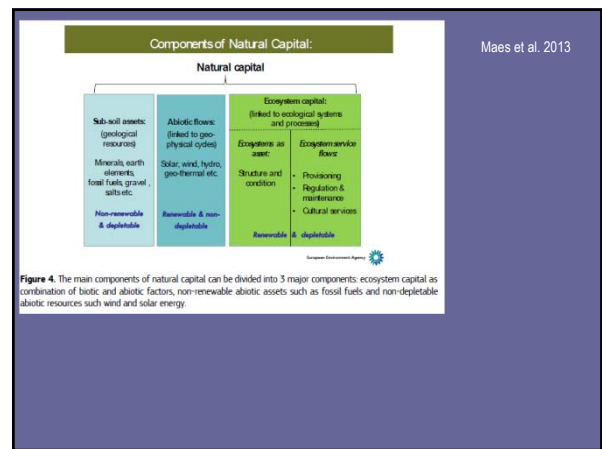 Components of Natural Capital:
Maes et al. 2013
Natural capital
Sub-soil assets:
(geological
resources)
Minerals, earth
elements,
fossil fuels, gravel,
salts etc.
Non-renewable
& depletable
Abiotic flows:
(linked to geo-
physical cycles)
Solar, wind, hydro,
geo-thermal etc.
Renewable & non-
depletable
Ecosystem capital:
(linked to ecological systems
and processes)
Ecosystems as
asset:
Structure and
condition
Ecosystem service
flows:
• Provisioning
• Regulation &
maintenance
• Cultural services
Renewable & depletable
European Environment Agency
Figure 4. The main components of natural capital can be divided into 3 major components: ecosystem capital as
combination of biotic and abiotic factors, non-renewable abiotic assets such as fossil fuels and non-depletable
abiotic resources such wind and solar energy.